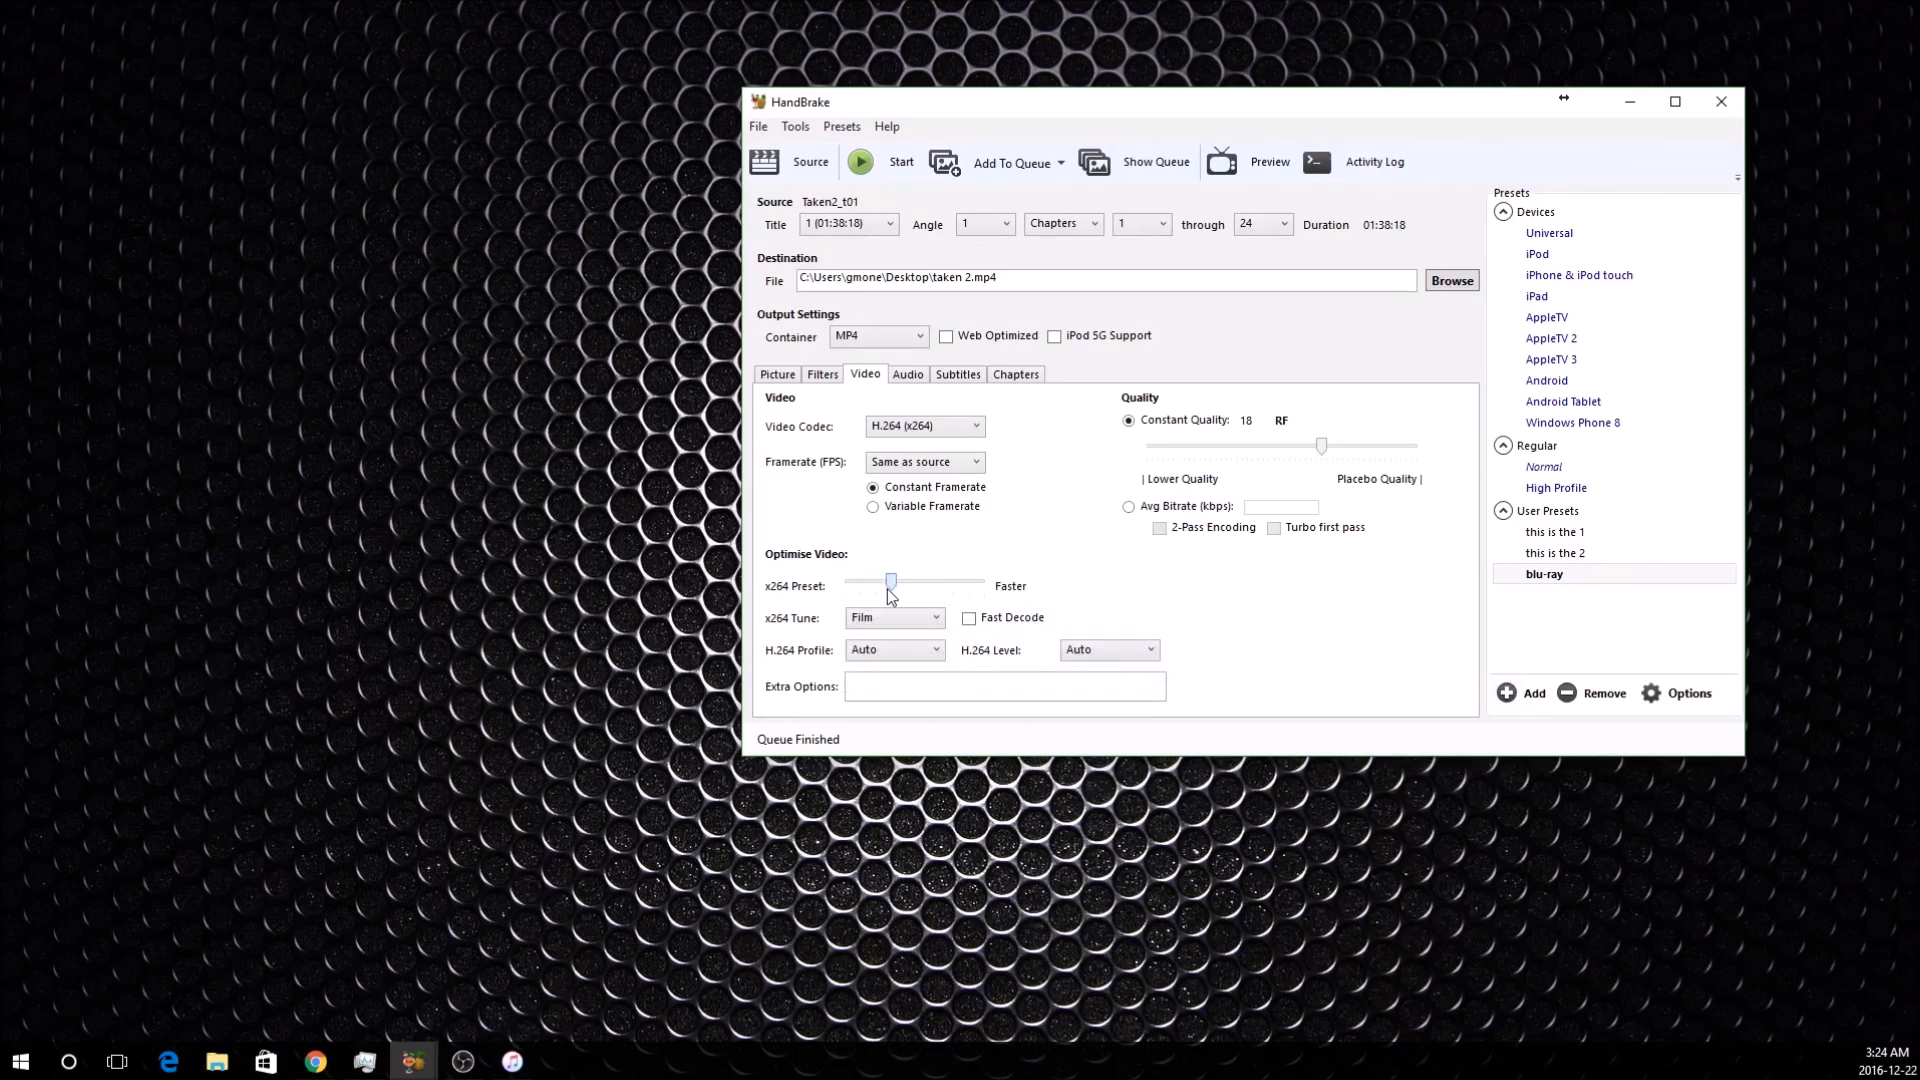 HandBrake
File Tools Presets Help
Source Start Add To Queue Show Queue Preview Activity Log
Source Taken2_t01
Title 1 (01:38:18) Angle 1 Chapters 1 through 24 Duration 01:38:18
Destination
File C:\Users\gmone\Desktop\taken 2.mp4 Browse
Output Settings
Container MP4 Web Optimized iPod 5G Support
Picture Filters Video Audio Subtitles Chapters
Video
Video Codec: H.264 (x264)
Framerate (FPS): Same as source
Constant Framerate
Variable Framerate
Quality
Constant Quality: 18 RF
| Lower Quality Placebo Quality |
Avg Bitrate (kbps):
2-Pass Encoding Turbo first pass
Optimise Video:
x264 Preset: Faster
x264 Tune: Film Fast Decode
H.264 Profile: Auto H.264 Level: Auto
Extra Options:
Queue Finished
Presets
Devices
Universal
iPod
iPhone & iPod touch
iPad
AppleTV
AppleTV 2
AppleTV 3
Android
Android Tablet
Windows Phone 8
Regular
Normal
High Profile
User Presets
this is the 1
this is the 2
blu-ray
Add Remove Options
3:24 AM
2016-12-22